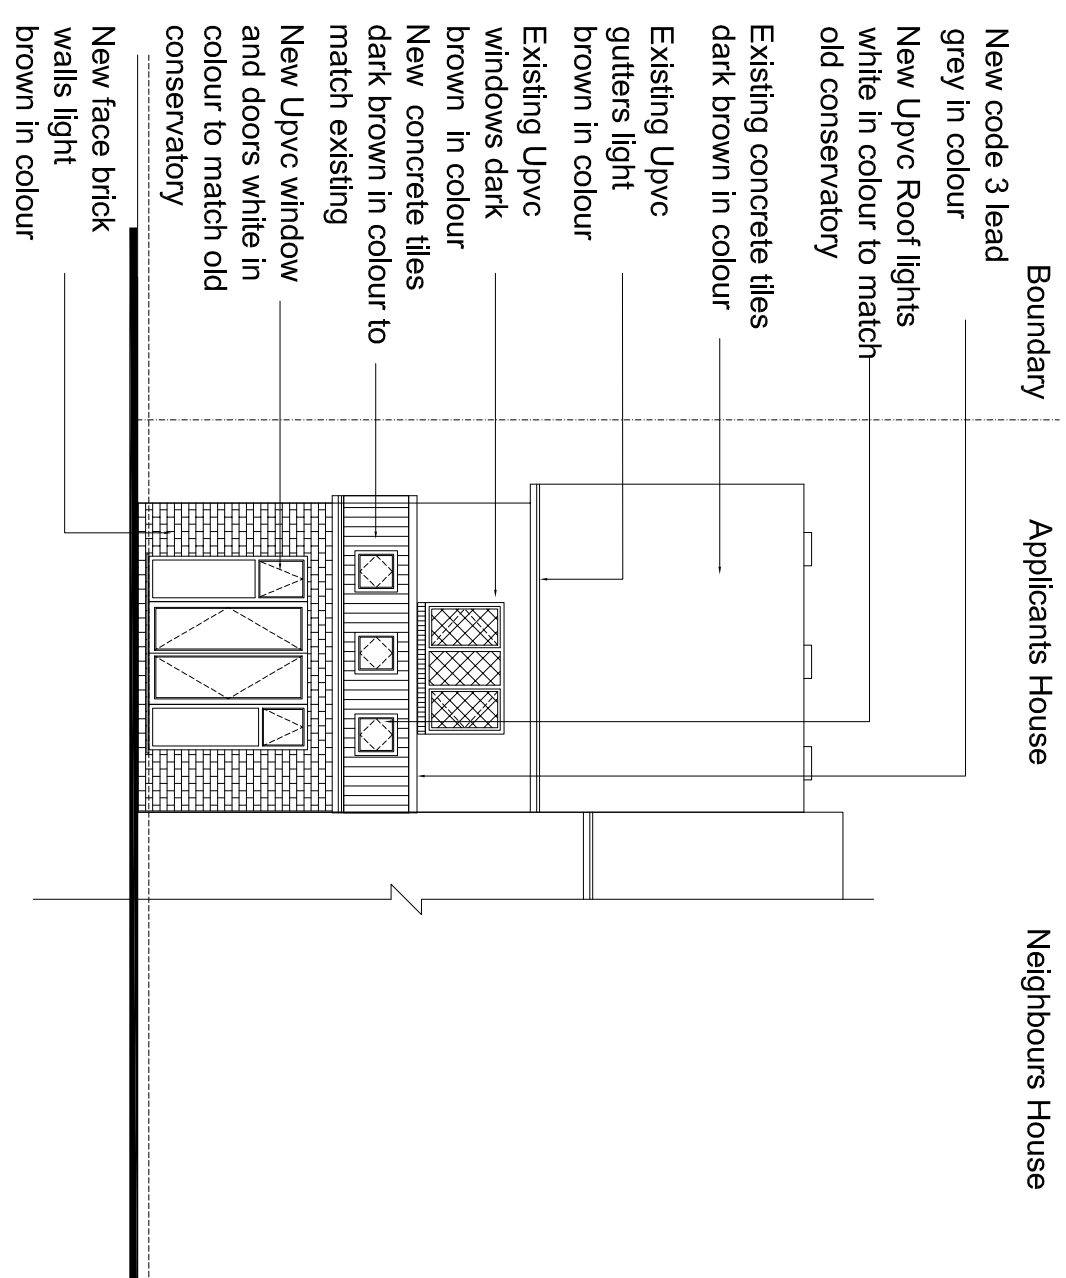 Boundary
Applicants House
Neighbours House
New code 3 lead
grey in colour
New Upvc Roof lights
white in colour to match
old conservatory
Existing concrete tiles
dark brown in colour
Existing Upvc
gutters light
brown in colour
Existing Upvc
windows dark
brown in colour
New concrete tiles
dark brown in colour to
match existing
New Upvc window
and doors white in
colour to match old
conservatory
New face brick
walls light
brown in colour